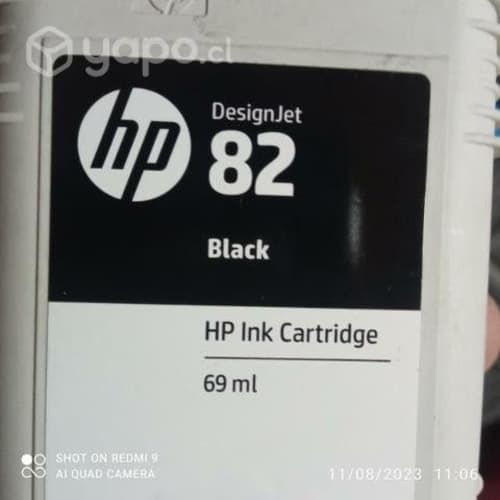 yapo.cl
hp
DesignJet
82
Black
HP Ink Cartridge
69 ml
SHOT ON REDMI 9
AI QUAD CAMERA
11/08/2023 11:06